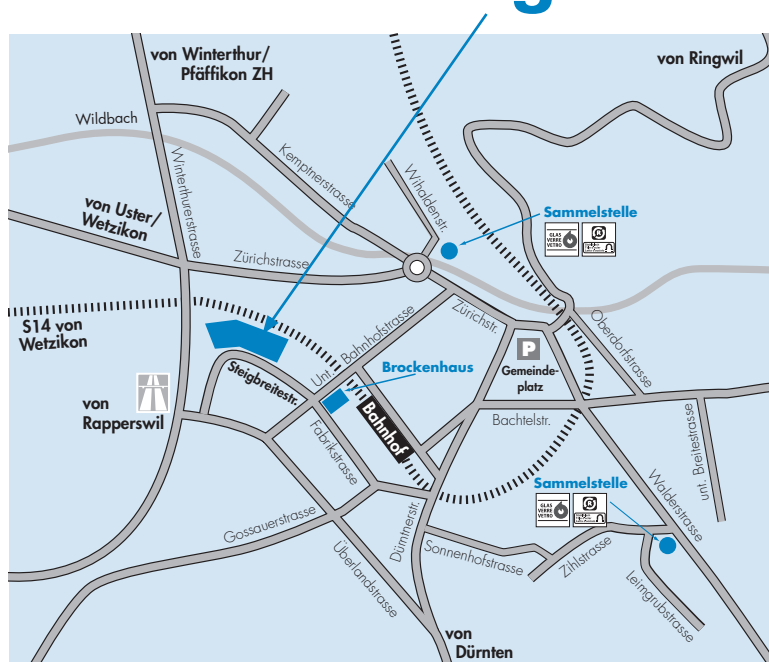 g
von Winterthur/
Pfäffikon ZH
von Ringwil
Wildbach
Kemptnerstrasse
Winterthurerstrasse
Wihaldenstr.
von Uster/
Wetzikon
Sammelstelle
GLAS
VERRE
VETRO
Zürichstrasse
S14 von
Wetzikon
Zürichstr.
Oberdorfstrasse
Unt. Bahnhofstrasse
P
Gemeinde-
platz
Steigbreitestr.
Brockenhaus
von
Rapperswil
Bahnhof
Bachtelstr.
Fabrikstrasse
unt. Breitestrasse
Walderstrasse
Sammelstelle
GLAS
VERRE
VETRO
Gossauerstrasse
Dürntnerstr.
Sonnenhofstrasse
Zihlstrasse
Überlandstrasse
Leimgrubstrasse
von
Dürnten